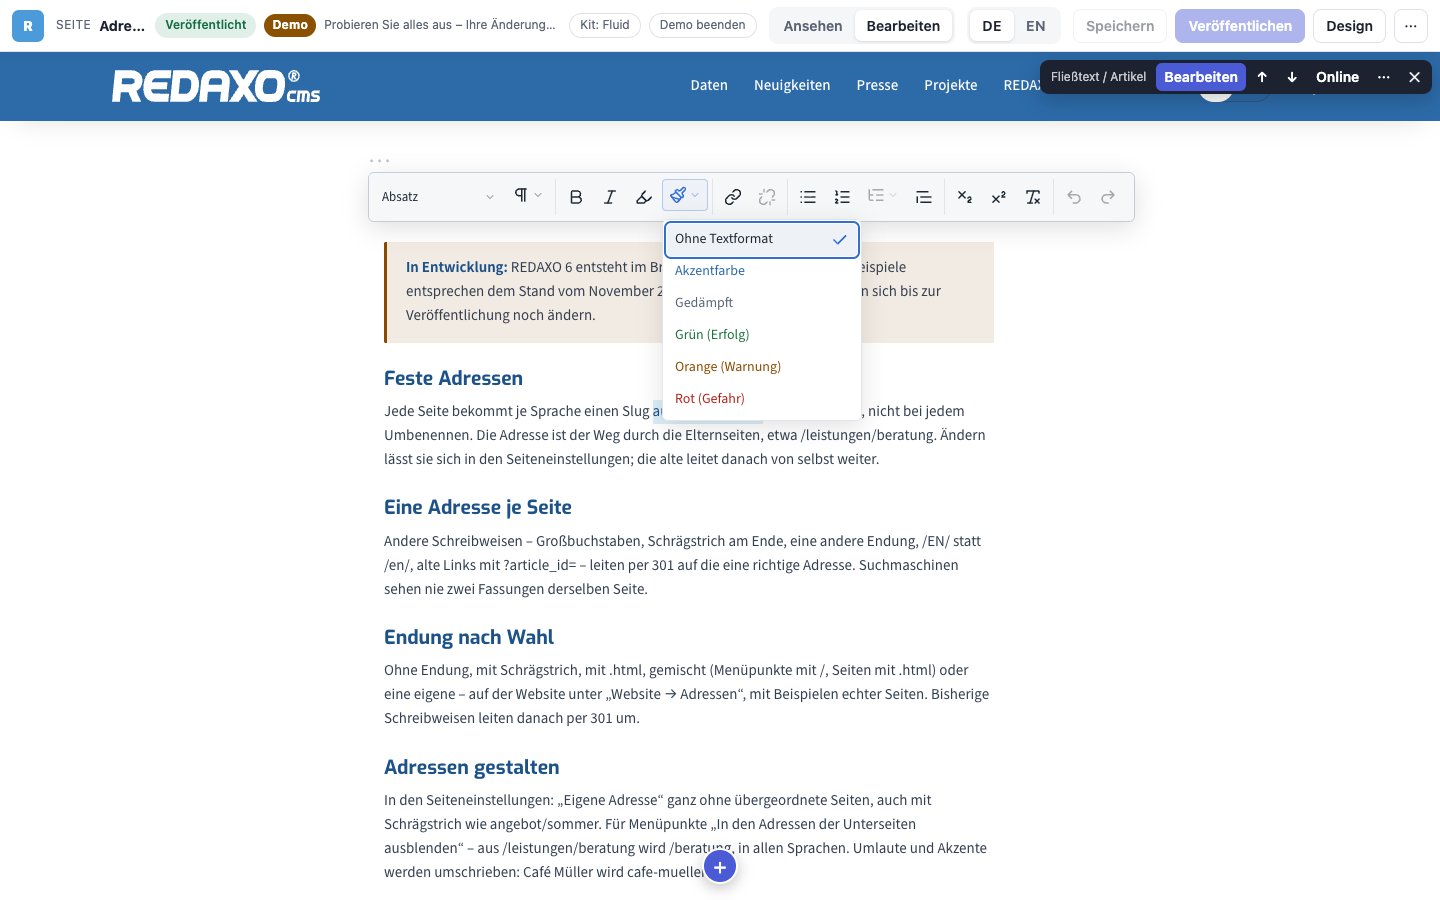 R SEITE Adre... Veröffentlicht Demo Probieren Sie alles aus – Ihre Änderung... Kit: Fluid Demo beenden Ansehen Bearbeiten DE EN Speichern Veröffentlichen Design ...
REDAXO® cms Daten Neuigkeiten Presse Projekte REDAX
Fließtext / Artikel Bearbeiten ↑ ↓ Online ... ×
Absatz
Ohne Textformat
Akzentfarbe
Gedämpft
Grün (Erfolg)
Orange (Warnung)
Rot (Gefahr)
In Entwicklung: REDAXO 6 entsteht im
entsprechen dem Stand vom November sich bis zur
Veröffentlichung noch ändern.
Feste Adressen
Jede Seite bekommt je Sprache einen Slug , nicht bei jedem
Umbenennen. Die Adresse ist der Weg durch die Elternseiten, etwa /leistungen/beratung. Ändern
lässt sie sich in den Seiteneinstellungen; die alte leitet danach von selbst weiter.
Eine Adresse je Seite
Andere Schreibweisen – Großbuchstaben, Schrägstrich am Ende, eine andere Endung, /EN/ statt
/en/, alte Links mit ?article_id= – leiten per 301 auf die eine richtige Adresse. Suchmaschinen
sehen nie zwei Fassungen derselben Seite.
Endung nach Wahl
Ohne Endung, mit Schrägstrich, mit .html, gemischt (Menüpunkte mit /, Seiten mit .html) oder
eine eigene – auf der Website unter „Website → Adressen“, mit Beispielen echter Seiten. Bisherige
Schreibweisen leiten danach per 301 um.
Adressen gestalten
In den Seiteneinstellungen: „Eigene Adresse“ ganz ohne übergeordnete Seiten, auch mit
Schrägstrich wie angebot/sommer. Für Menüpunkte „In den Adressen der Unterseiten
ausblenden“ – aus /leistungen/beratung wird /beratung, in allen Sprachen. Umlaute und Akzente
werden umschrieben: Café Müller wird cafe-mueller